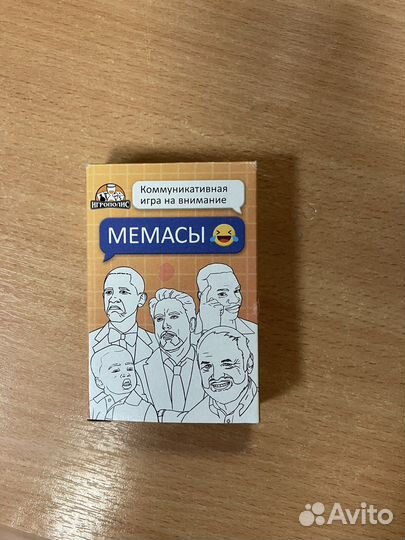 Коммуникативная
игра на внимание
ИГРОПОЛИС
МЕМАСЫ
Avito